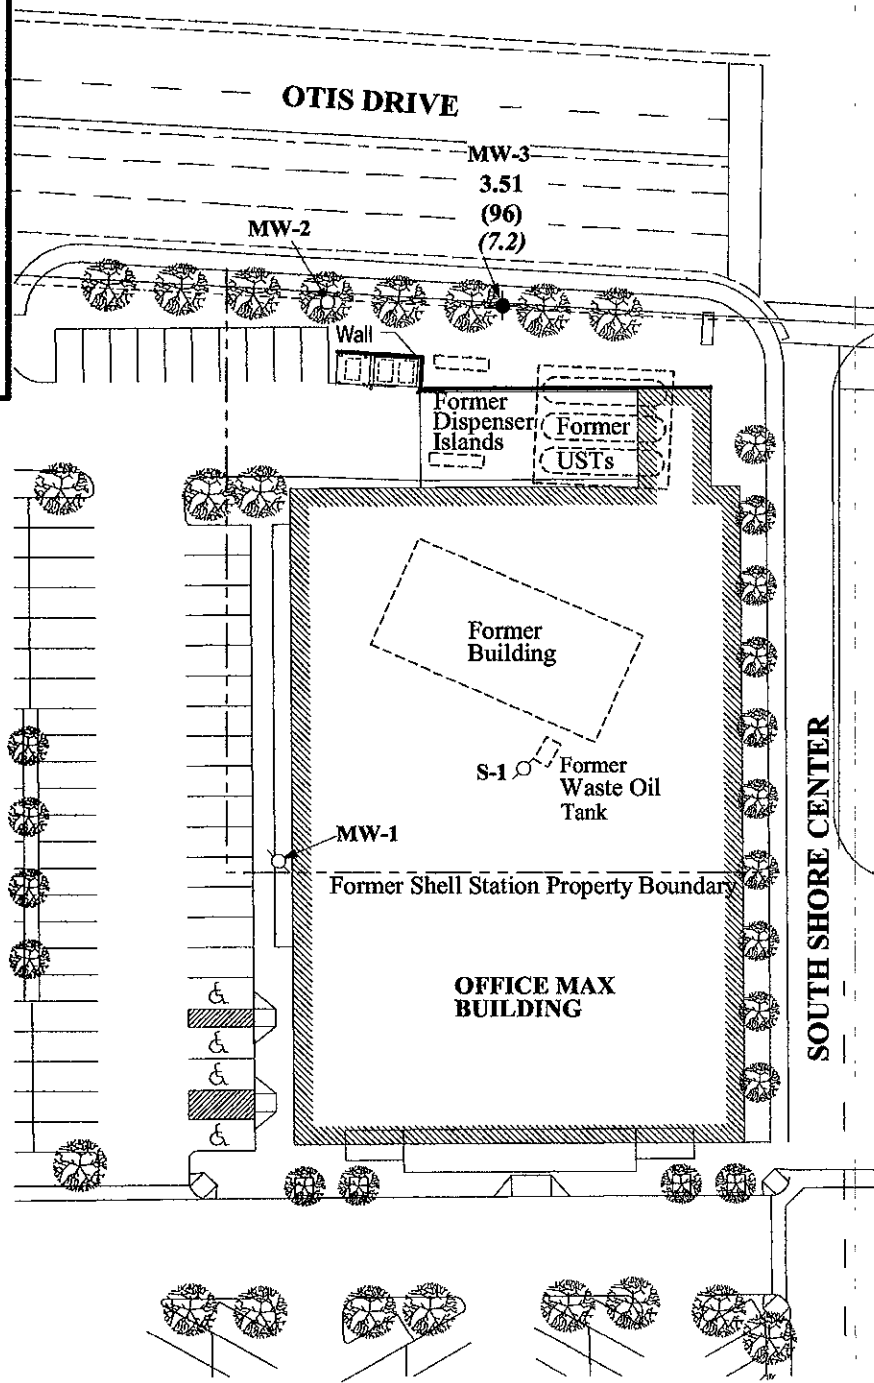 OTIS DRIVE
MW-3
3.51
(96)
(7.2)
MW-2
Wall
Former
Dispenser
Islands
Former
USTs
Former
Building
S-1
Former
Waste Oil
Tank
MW-1
Former Shell Station Property Boundary
OFFICE MAX
BUILDING
SOUTH SHORE CENTER